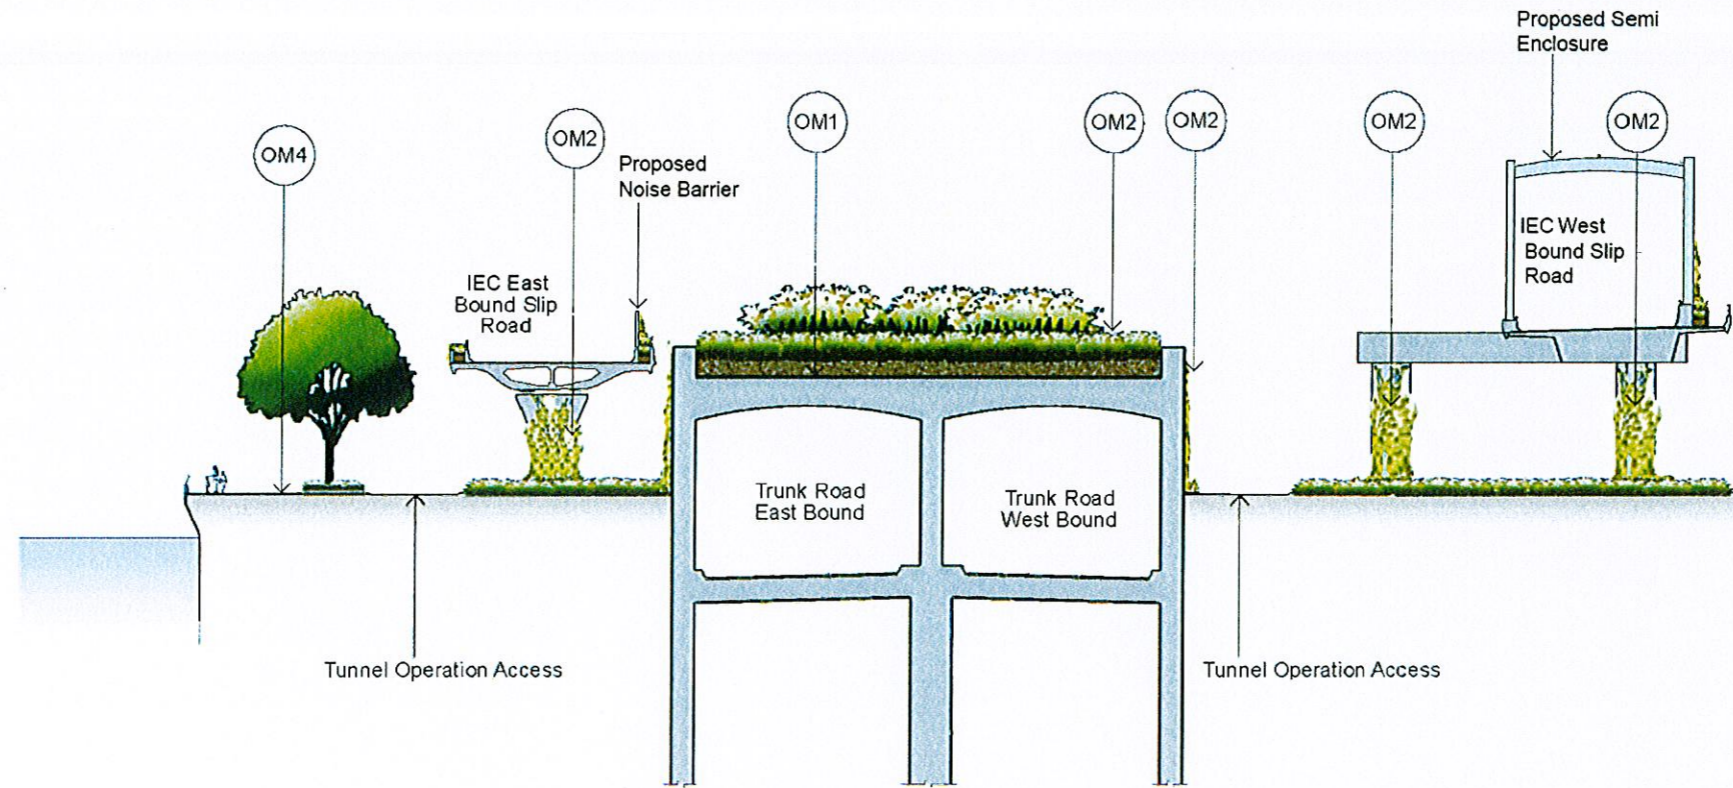 Proposed Semi
Enclosure
OM4
OM2
OM1
OM2
OM2
OM2
OM2
Proposed
Noise Barrier
IEC East
Bound Slip
Road
IEC West
Bound Slip
Road
Trunk Road
East Bound
Trunk Road
West Bound
Tunnel Operation Access
Tunnel Operation Access